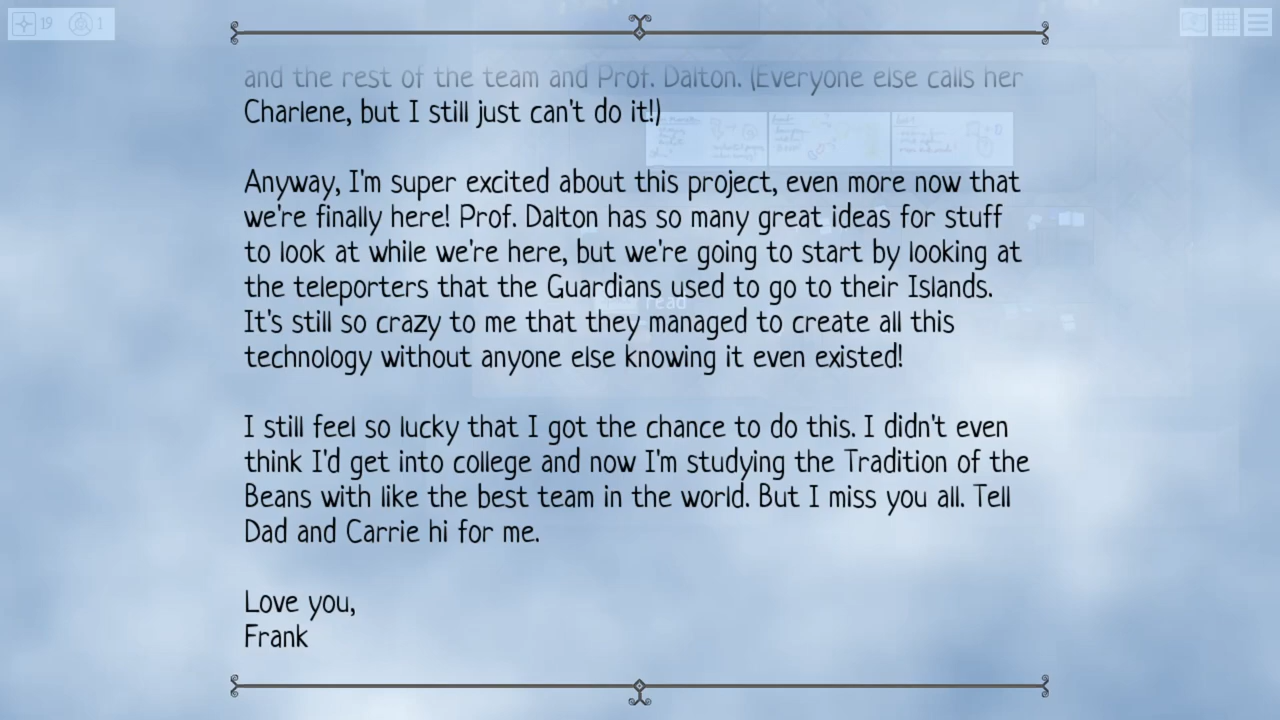 19 1
and the rest of the team and Prof. Dalton. (Everyone else calls her
Charlene, but I still just can't do it!)
Anyway, I'm super excited about this project, even more now that
we're finally here! Prof. Dalton has so many great ideas for stuff
to look at while we're here, but we're going to start by looking at
the teleporters that the Guardians used to go to their Islands.
read
It's still so crazy to me that they managed to create all this
technology without anyone else knowing it even existed!
I still feel so lucky that I got the chance to do this. I didn't even
think I'd get into college and now I'm studying the Tradition of the
Beans with like the best team in the world. But I miss you all. Tell
Dad and Carrie hi for me.
Love you,
Frank